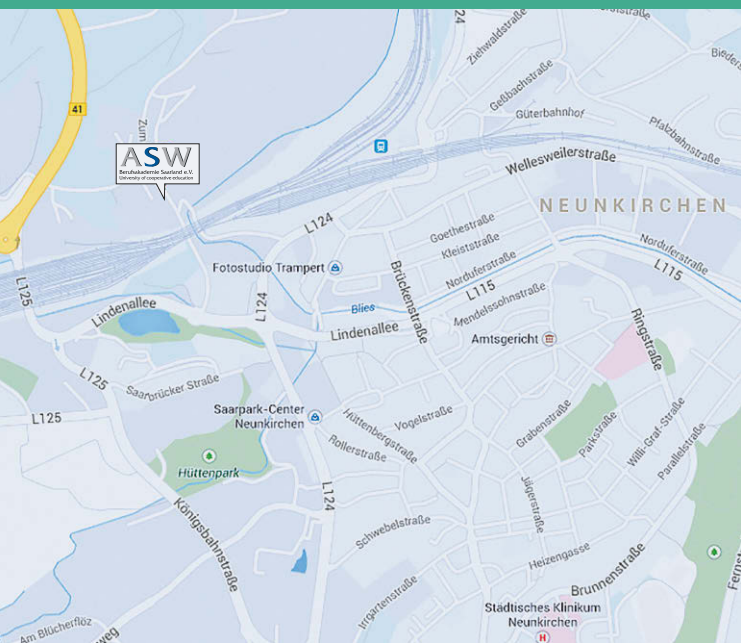 Ziehwaldstraße
Geßbachstraße
Güterbahnhof
Pfalzbahnstraße
41
Zum
ASW
Berufsakademie Saarland e.V.
University of cooperative education
Wellesweilerstraße
NEUNKIRCHEN
L124
Goethestraße
Kleiststraße
Norduferstraße
Norduferstraße
L115
Fotostudio Trampert
Brückenstraße
L115
L125
L124
Lindenallee
Blies
Lindenallee
Mendelssohnstraße
Amtsgericht
Ringstraße
L125
Saarbrücker Straße
L125
Saarpark-Center
Neunkirchen
Hüttenbergstraße
Vogelstraße
Rollerstraße
Grabenstraße
Parkstraße
Willi-Graf-Straße
Parallelstraße
Hüttenpark
L124
Königsbahnstraße
Jägerstraße
Schwebelstraße
Heizengasse
Brunnenstraße
Irrgartenstraße
Städtisches Klinikum
Neunkirchen
H
Am Blücherflöz
weg
Fernst